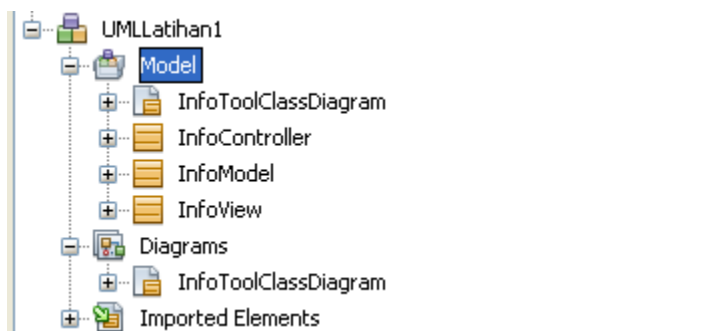 UMLLatihan1
Model
InfoToolClassDiagram
InfoController
InfoModel
InfoView
Diagrams
InfoToolClassDiagram
Imported Elements